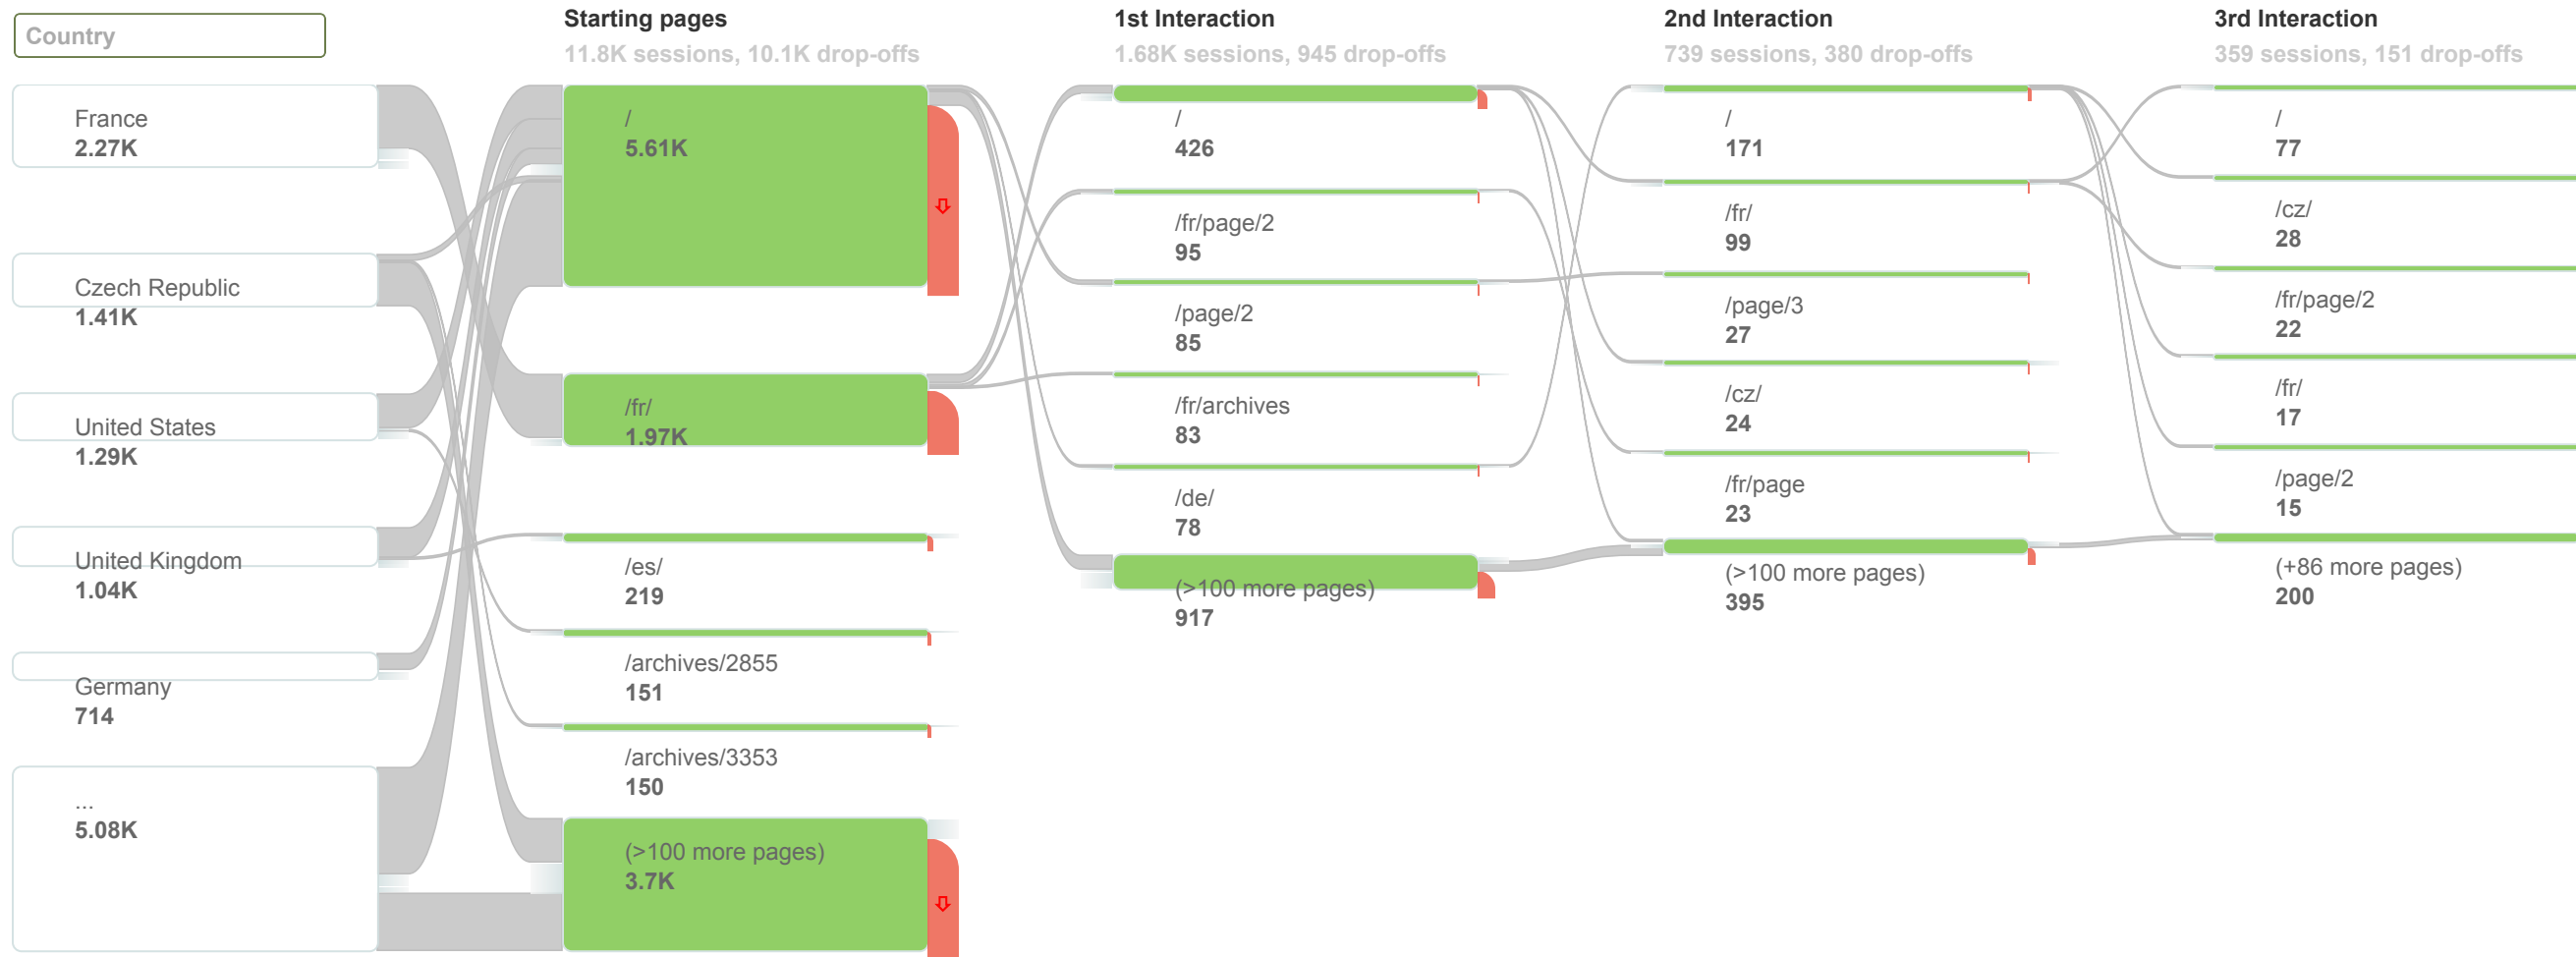 Country
France
2.27K
Czech Republic
1.41K
United States
1.29K
United Kingdom
1.04K
Germany
714
...
5.08K
Starting pages
11.8K sessions, 10.1K drop-offs
/
5.61K
/fr/
1.97K
/es/
219
/archives/2855
151
/archives/3353
150
(>100 more pages)
3.7K
1st Interaction
1.68K sessions, 945 drop-offs
/
426
/fr/page/2
95
/page/2
85
/fr/archives
83
/de/
78
(>100 more pages)
917
2nd Interaction
739 sessions, 380 drop-offs
/
171
/fr/
99
/page/3
27
/cz/
24
/fr/page
23
(>100 more pages)
395
3rd Interaction
359 sessions, 151 drop-offs
/
77
/cz/
28
/fr/page/2
22
/fr/
17
/page/2
15
(+86 more pages)
200